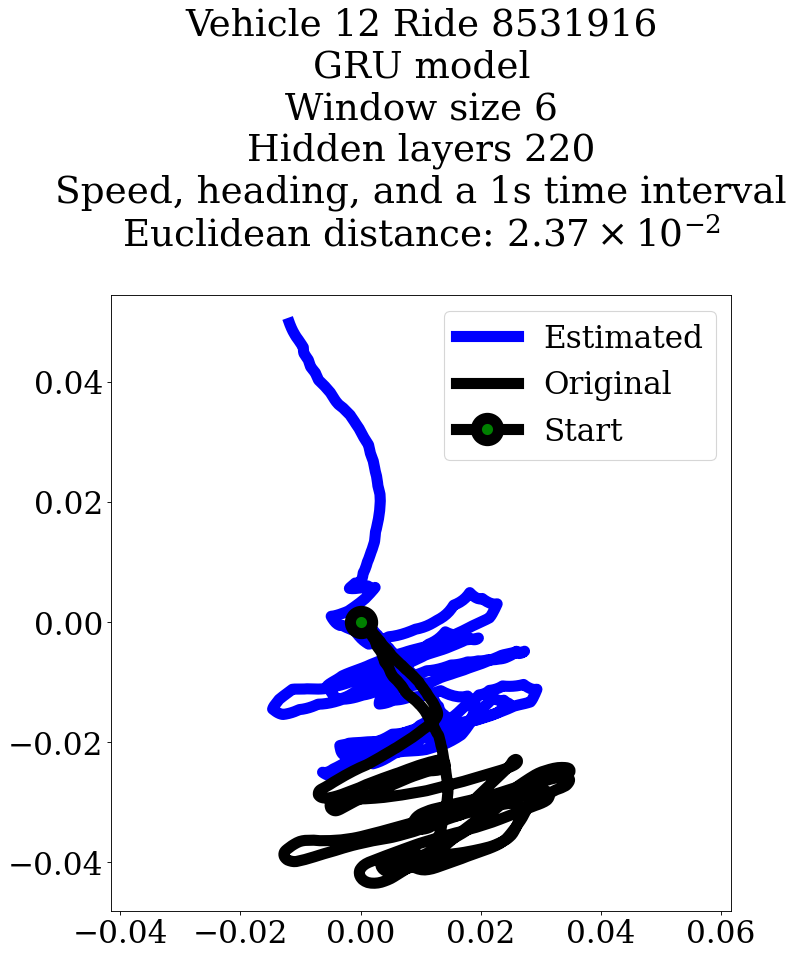 Vehicle 12 Ride 8531916
GRU model
Window size 6
Hidden layers 220
Speed, heading, and a 1s time interval
Euclidean distance: 2.37 × 10⁻²
Estimated
Original
Start
0.04
0.02
0.00
−0.02
−0.04
−0.04 −0.02 0.00 0.02 0.04 0.06